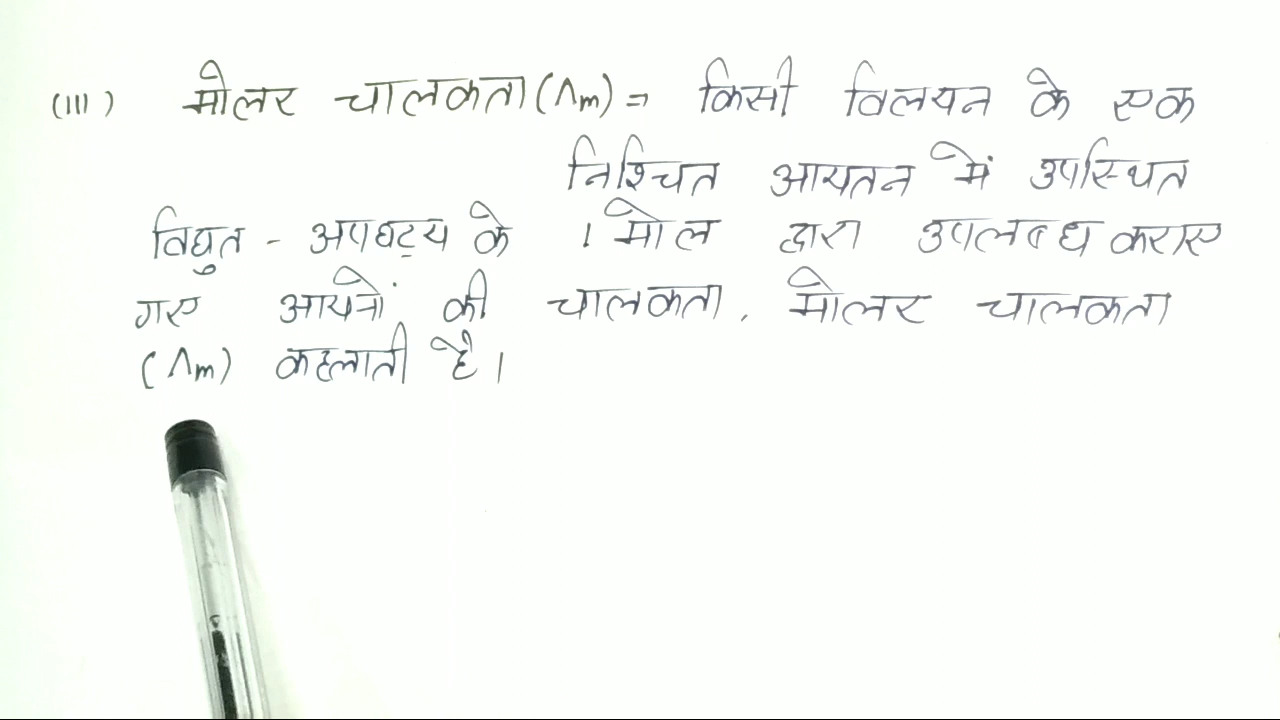 (III) मोलर चालकता (Λm) ⇒ किसी विलयन के एक
निश्चित आयतन में उपस्थित
विद्युत - अपघट्य के 1 मोल द्वारा उपलब्ध कराए
गए आयनों की चालकता, मोलर चालकता
(Λm) कहलाती है।